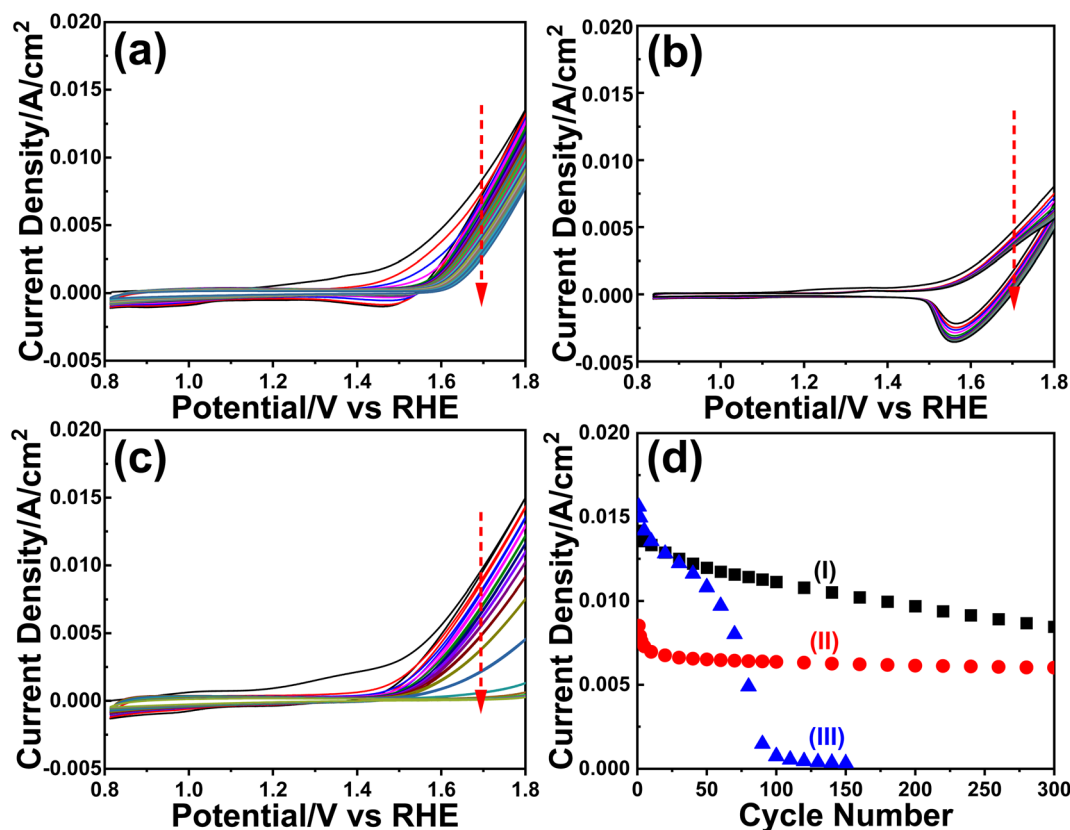 (a)
0.020
0.015
0.010
0.005
0.000
-0.005
Current Density/A/cm²
0.8 1.0 1.2 1.4 1.6 1.8
Potential/V vs RHE
(b)
0.020
0.015
0.010
0.005
0.000
-0.005
Current Density/A/cm²
0.8 1.0 1.2 1.4 1.6 1.8
Potential/V vs RHE
(c)
0.020
0.015
0.010
0.005
0.000
-0.005
Current Density/A/cm²
0.8 1.0 1.2 1.4 1.6 1.8
Potential/V vs RHE
(d)
0.020
0.015
0.010
0.005
0.000
Current Density/A/cm²
(I)
(II)
(III)
0 50 100 150 200 250 300
Cycle Number